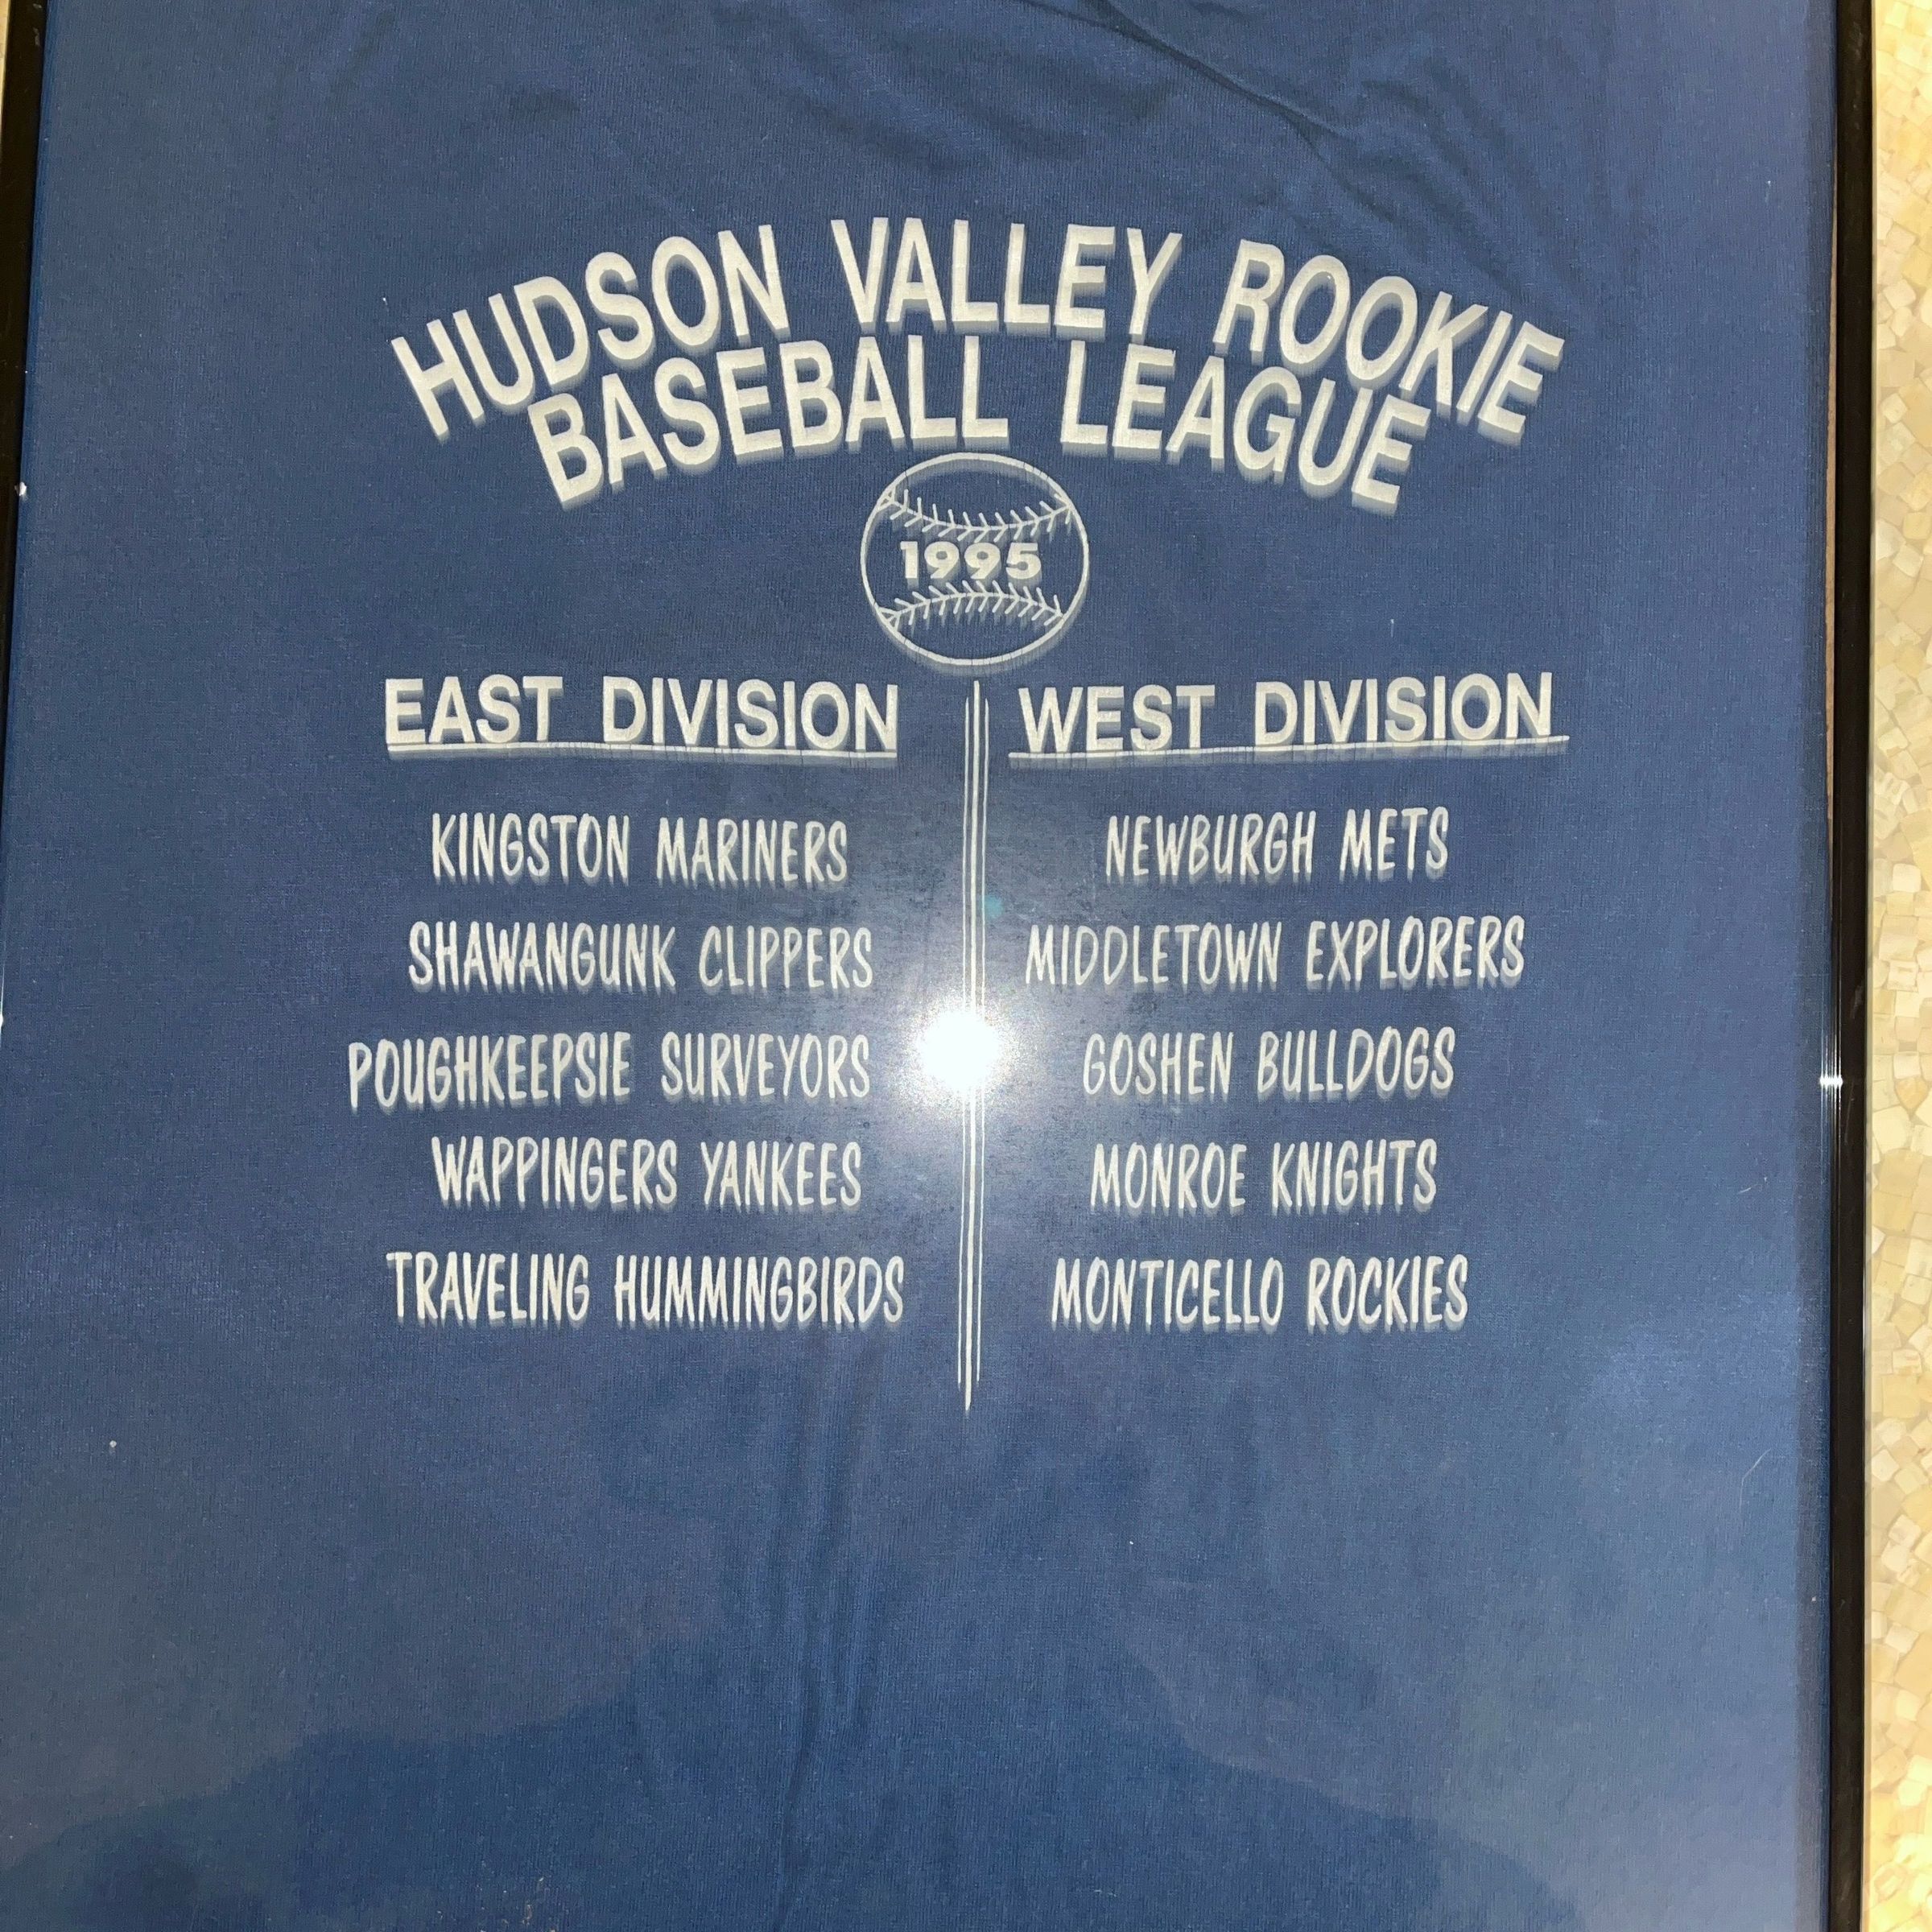 HUDSON VALLEY ROOKIE
BASEBALL LEAGUE
1995
EAST DIVISION
KINGSTON MARINERS
SHAWANGUNK CLIPPERS
POUGHKEEPSIE SURVEYORS
WAPPINGERS YANKEES
TRAVELING HUMMINGBIRDS
WEST DIVISION
NEWBURGH METS
MIDDLETOWN EXPLORERS
GOSHEN BULLDOGS
MONROE KNIGHTS
MONTICELLO ROCKIES